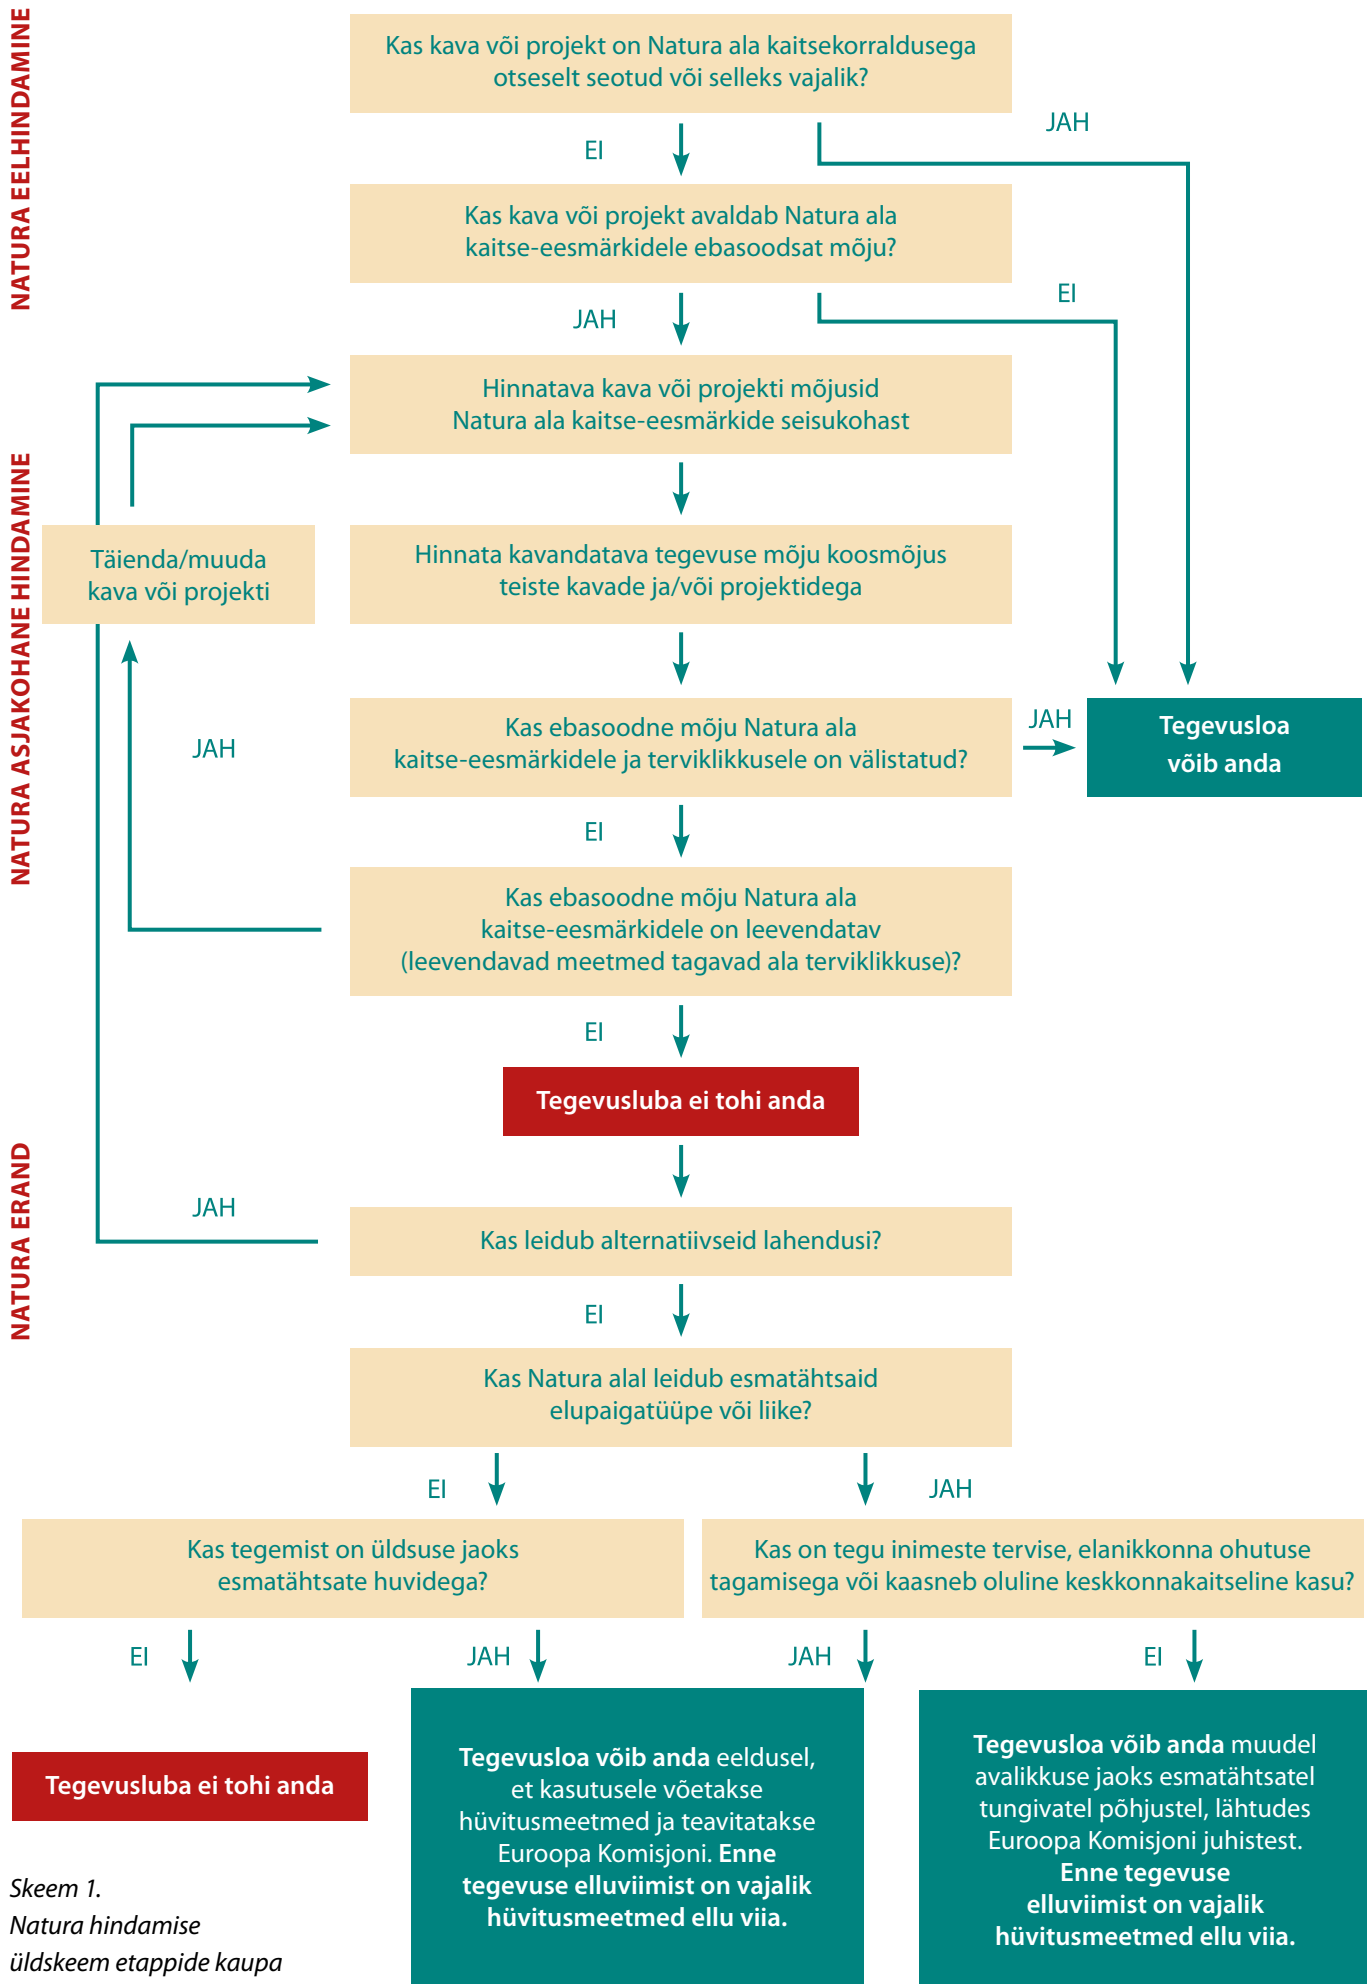 NATURA EELHINDAMINE
Kas kava või projekt on Natura ala kaitsekorraldusega
otseselt seotud või selleks vajalik?
JAH
EI
Kas kava või projekt avaldab Natura ala
kaitse-eesmärkidele ebasoodsat mõju?
EI
JAH
NATURA ASJAKOHANE HINDAMINE
Hinnatava kava või projekti mõjusid
Natura ala kaitse-eesmärkide seisukohast
Täienda/muuda
kava või projekti
Hinnata kavandatava tegevuse mõju koosmõjus
teiste kavade ja/või projektidega
JAH
Kas ebasoodne mõju Natura ala
kaitse-eesmärkidele ja terviklikkusele on välistatud?
JAH
Tegevusloa
võib anda
EI
Kas ebasoodne mõju Natura ala
kaitse-eesmärkidele on leevendatav
(leevendavad meetmed tagavad ala terviklikkuse)?
EI
Tegevusluba ei tohi anda
NATURA ERAND
JAH
Kas leidub alternatiivseid lahendusi?
EI
Kas Natura alal leidub esmatähtsaid
elupaigatüüpe või liike?
EI
JAH
Kas tegemist on üldsuse jaoks
esmatähtsate huvidega?
Kas on tegu inimeste tervise, elanikkonna ohutuse
tagamisega või kaasneb oluline keskkonnakaitseline kasu?
EI
JAH
JAH
EI
Tegevusluba ei tohi anda
Tegevusloa võib anda eeldusel,
et kasutusele võetakse
hüvitusmeetmed ja teavitatakse
Euroopa Komisjoni. Enne
tegevuse elluviimist on vajalik
hüvitusmeetmed ellu viia.
Tegevusloa võib anda muudel
avalikkuse jaoks esmatähtsatel
tungivatel põhjustel, lähtudes
Euroopa Komisjoni juhistest.
Enne tegevuse
elluviimist on vajalik
hüvitusmeetmed ellu viia.
Skeem 1.
Natura hindamise
üldskeem etappide kaupa